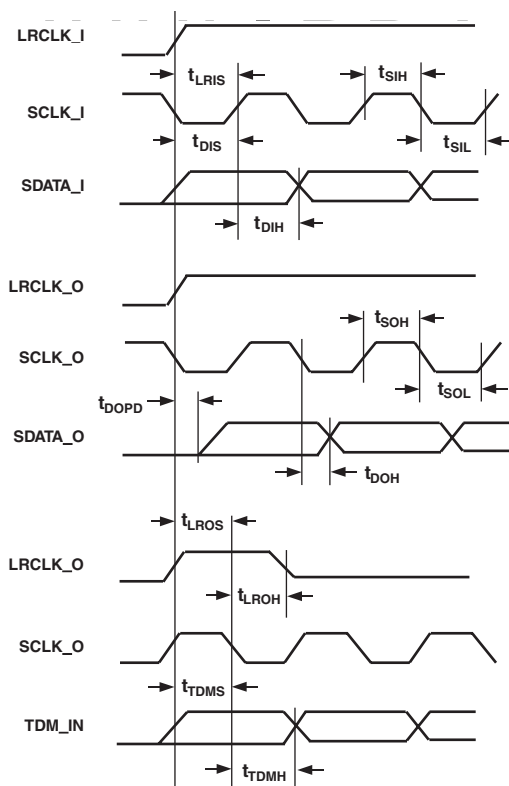 LRCLK_I
tLRIS
tSIH
SCLK_I
tDIS
tSIL
SDATA_I
tDIH
LRCLK_O
tSOH
SCLK_O
tDOPD
tSOL
SDATA_O
tDOH
tLROS
LRCLK_O
tLROH
SCLK_O
tTDMS
TDM_IN
tTDMH